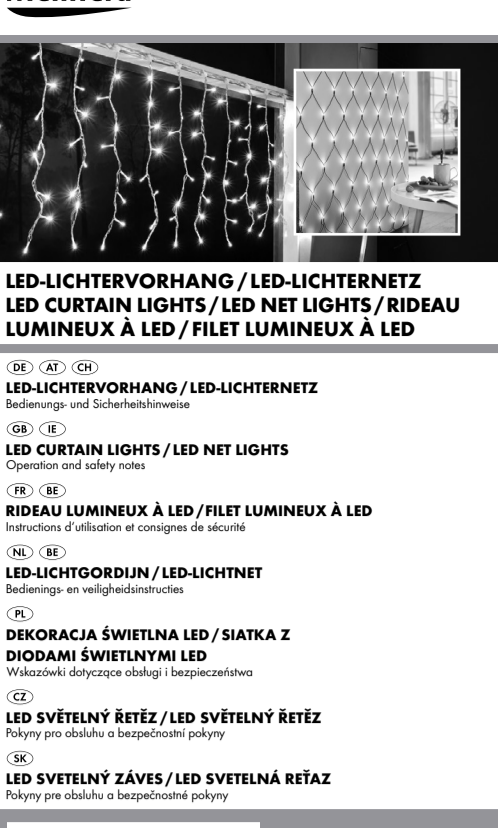 LED-LICHTERVORHANG / LED-LICHTERNETZ
LED CURTAIN LIGHTS / LED NET LIGHTS / RIDEAU
LUMINEUX À LED / FILET LUMINEUX À LED
DE AT CH
LED-LICHTERVORHANG / LED-LICHTERNETZ
Bedienungs- und Sicherheitshinweise
GB IE
LED CURTAIN LIGHTS / LED NET LIGHTS
Operation and safety notes
FR BE
RIDEAU LUMINEUX À LED / FILET LUMINEUX À LED
Instructions d'utilisation et consignes de sécurité
NL BE
LED-LICHTGORDIJN / LED-LICHTNET
Bedienings- en veiligheidsinstructies
PL
DEKORACJA ŚWIETLNA LED / SIATKA Z
DIODAMI ŚWIETLNYMI LED
Wskazówki dotyczące obsługi i bezpieczeństwa
CZ
LED SVĚTELNÝ ŘETĚZ / LED SVĚTELNÝ ŘETĚZ
Pokyny pro obsluhu a bezpečnostní pokyny
SK
LED SVETELNÝ ZÁVES / LED SVETELNÁ REŤAZ
Pokyny pre obsluhu a bezpečnostné pokyny